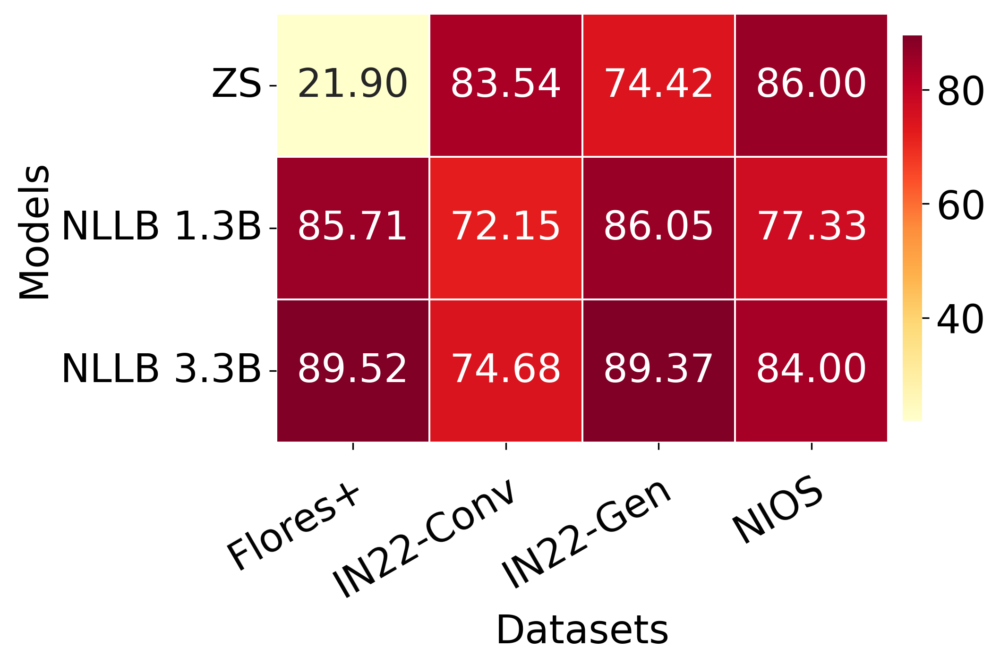 ZS 21.90 83.54 74.42 86.00
NLLB 1.3B 85.71 72.15 86.05 77.33
NLLB 3.3B 89.52 74.68 89.37 84.00
Models
Flores+ IN22-Conv IN22-Gen NIOS
Datasets
80
60
40